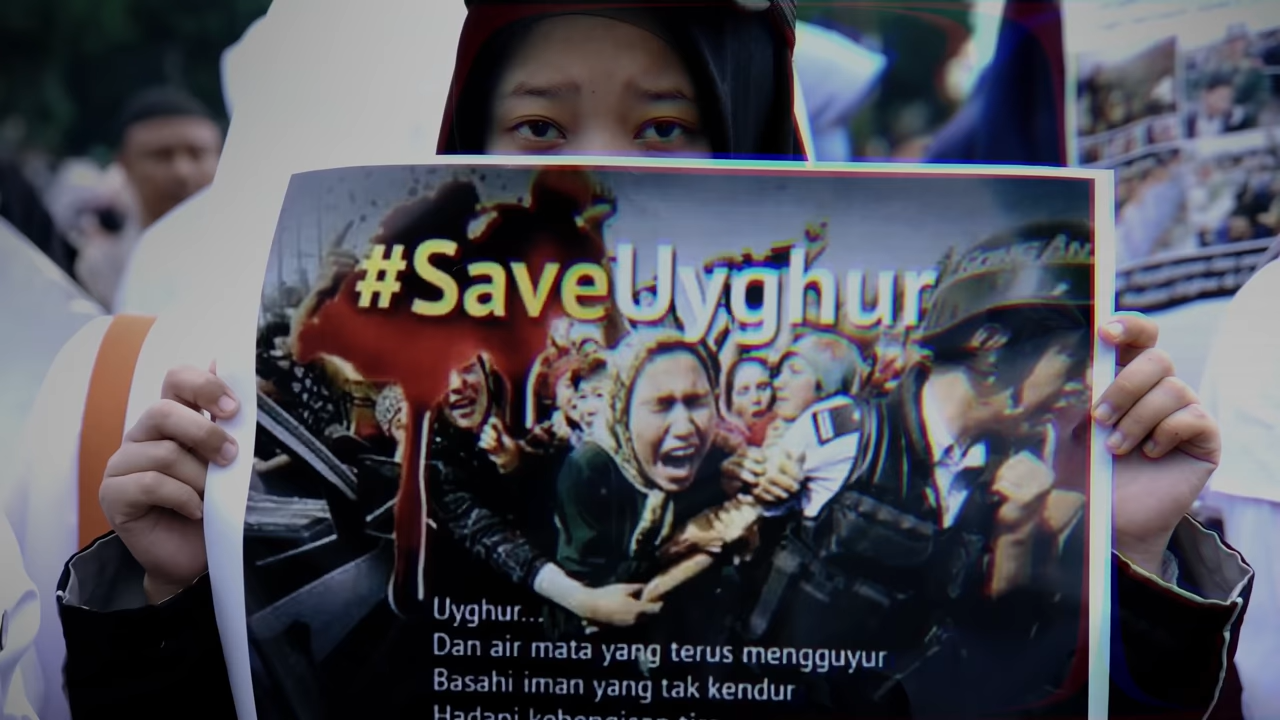 #SaveUyghur
Uyghur...
Dan air mata yang terus mengguyur
Basahi iman yang tak kendur